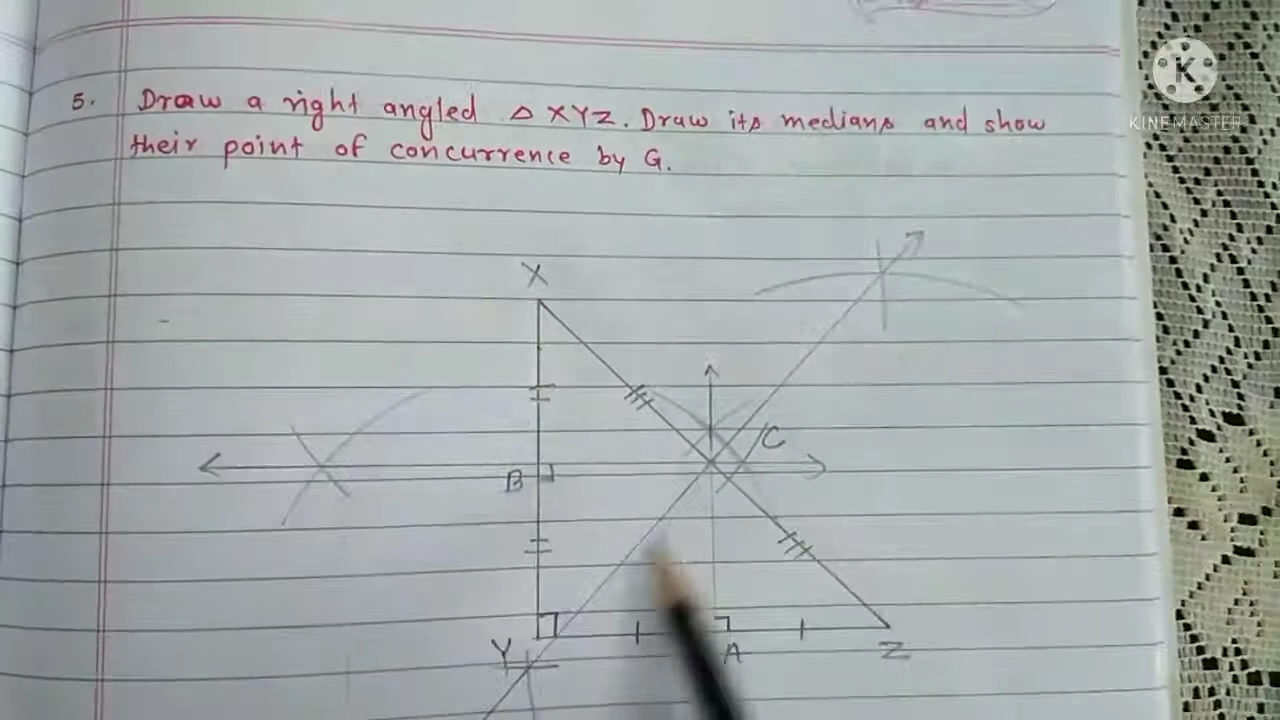 5. Draw a right angled △ XYZ. Draw its medians and show
their point of concurrence by G.
K
KINEMASTER
X
C
B
Y
A
Z